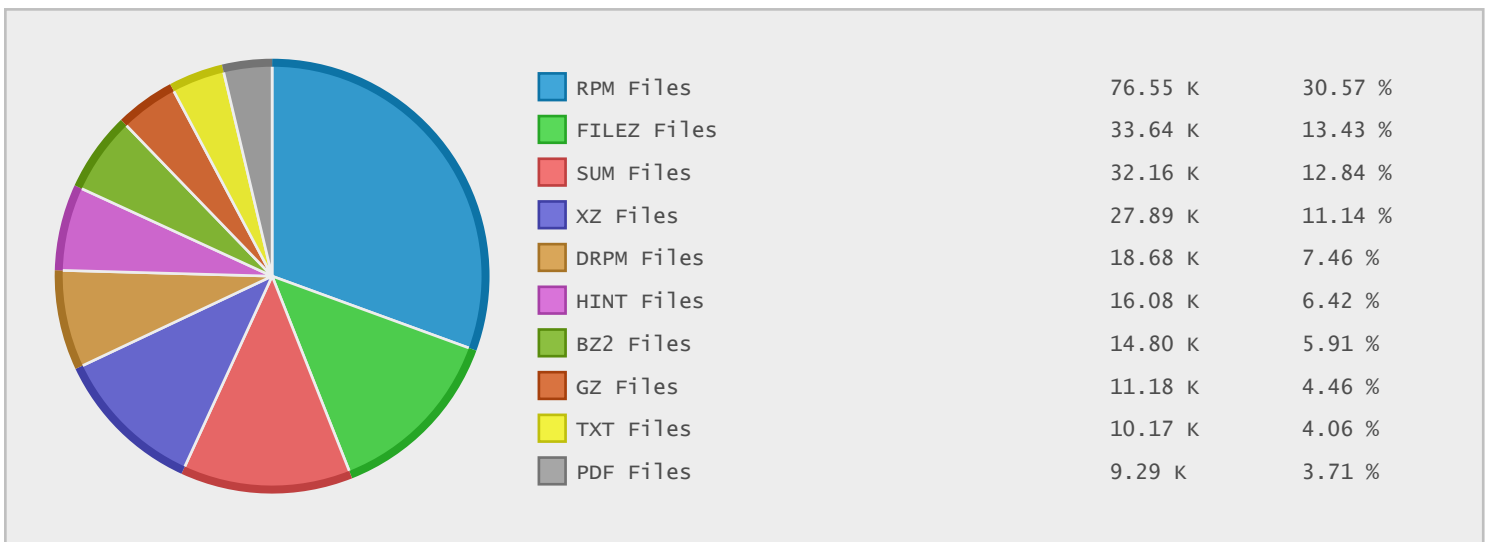 RPM Files 76.55 K 30.57 %
FILEZ Files 33.64 K 13.43 %
SUM Files 32.16 K 12.84 %
XZ Files 27.89 K 11.14 %
DRPM Files 18.68 K 7.46 %
HINT Files 16.08 K 6.42 %
BZ2 Files 14.80 K 5.91 %
GZ Files 11.18 K 4.46 %
TXT Files 10.17 K 4.06 %
PDF Files 9.29 K 3.71 %